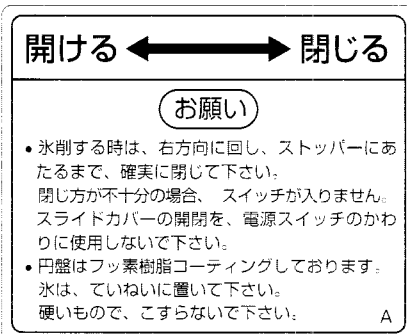 開ける ⟷ 閉じる
お願い
• 氷削する時は、右方向に回し、ストッパーにあ
たるまで、確実に閉じて下さい。
閉じ方が不十分の場合、 スイッチが入りません。
スライドカバーの開閉を、電源スイッチのかわ
りに使用しないで下さい。
• 円盤はフッ素樹脂コーティングしております。
氷は、ていねいに置いて下さい。
硬いもので、こすらないで下さい。 A